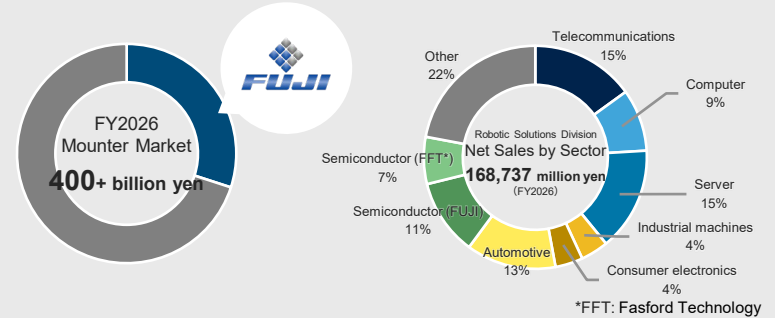 FUJI
FY2026
Mounter Market
400+ billion yen
Telecommunications
15%
Computer
9%
Server
15%
Industrial machines
4%
Consumer electronics
4%
Automotive
13%
Semiconductor (FUJI)
11%
Semiconductor (FFT*)
7%
Other
22%
Robotic Solutions Division
Net Sales by Sector
168,737 million yen
(FY2026)
*FFT: Fasford Technology